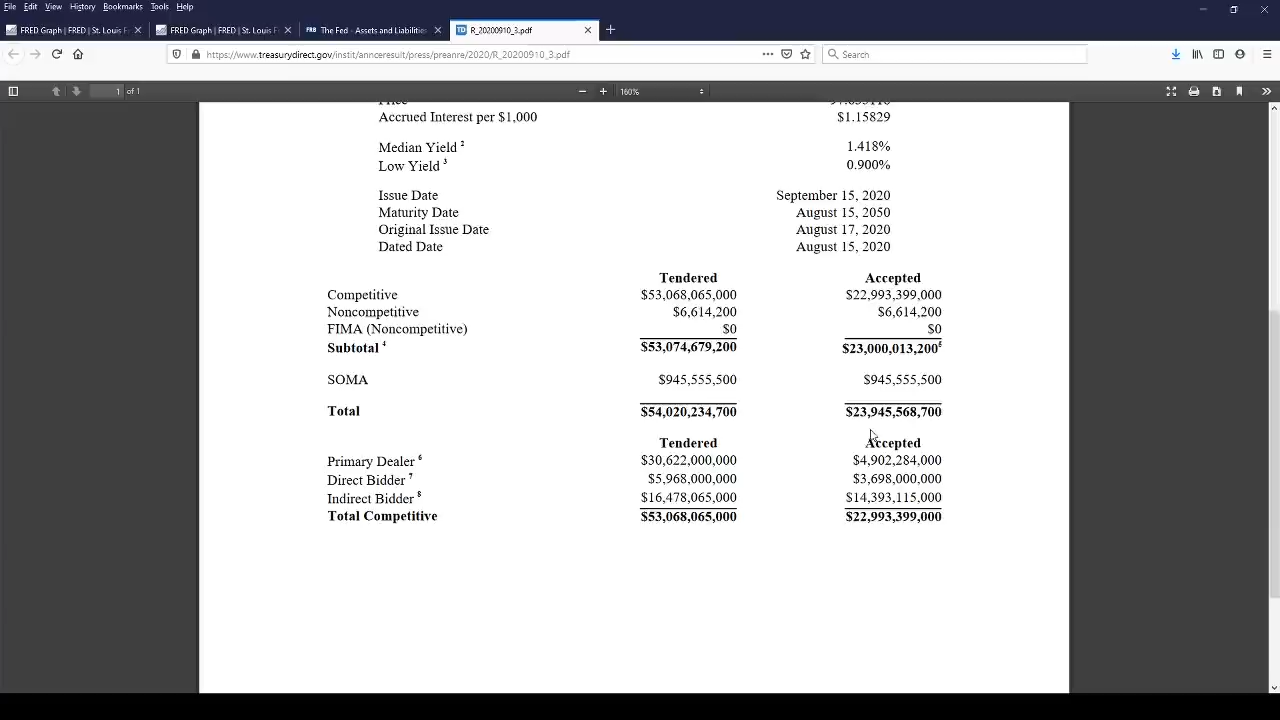 File Edit View History Bookmarks Tools Help
FRED Graph | FRED | St. Louis F FRED Graph | FRED | St. Louis F The Fed - Assets and Liabilities R_20200910_3.pdf
https://www.treasurydirect.gov/instit/annceresult/press/preanre/2020/R_20200910_3.pdf Search
1 of 1 160%
Price
Accrued Interest per $1,000 $1.15829
Median Yield 2 1.418%
Low Yield 3 0.900%
Issue Date September 15, 2020
Maturity Date August 15, 2050
Original Issue Date August 17, 2020
Dated Date August 15, 2020
Tendered Accepted
Competitive $53,068,065,000 $22,993,399,000
Noncompetitive $6,614,200 $6,614,200
FIMA (Noncompetitive) $0 $0
Subtotal 4 $53,074,679,200 $23,000,013,200 5
SOMA $945,555,500 $945,555,500
Total $54,020,234,700 $23,945,568,700
Tendered Accepted
Primary Dealer 6 $30,622,000,000 $4,902,284,000
Direct Bidder 7 $5,968,000,000 $3,698,000,000
Indirect Bidder 8 $16,478,065,000 $14,393,115,000
Total Competitive $53,068,065,000 $22,993,399,000